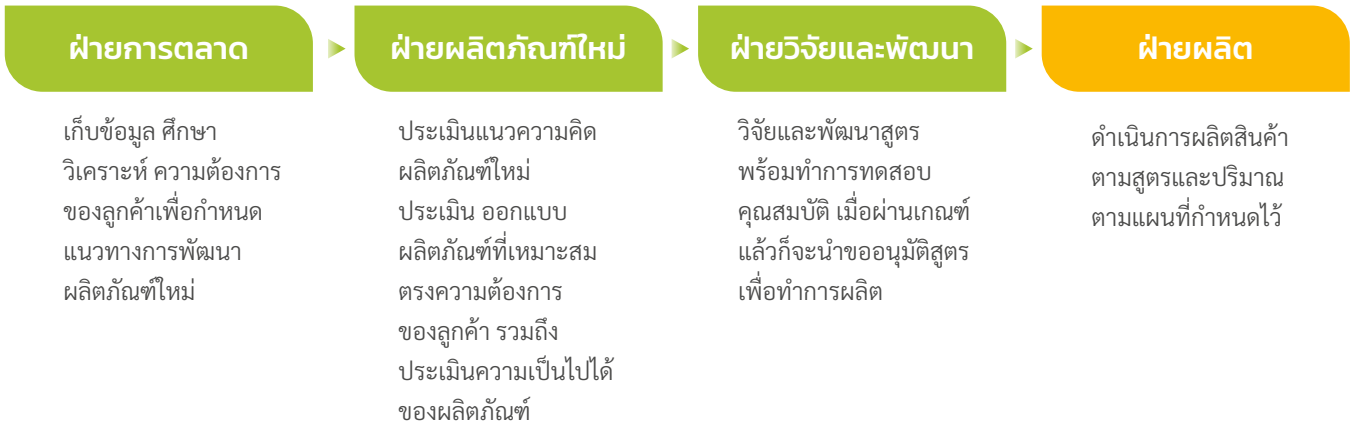 ฝ่ายการตลาด
เก็บข้อมูล ศึกษา
วิเคราะห์ ความต้องการ
ของลูกค้าเพื่อกำหนด
แนวทางการพัฒนา
ผลิตภัณฑ์ใหม่
ฝ่ายผลิตภัณฑ์ใหม่
ประเมินแนวความคิด
ผลิตภัณฑ์ใหม่
ประเมิน ออกแบบ
ผลิตภัณฑ์ที่เหมาะสม
ตรงความต้องการ
ของลูกค้า รวมถึง
ประเมินความเป็นไปได้
ของผลิตภัณฑ์
ฝ่ายวิจัยและพัฒนา
วิจัยและพัฒนาสูตร
พร้อมทำการทดสอบ
คุณสมบัติ เมื่อผ่านเกณฑ์
แล้วก็จะนำขออนุมัติสูตร
เพื่อทำการผลิต
ฝ่ายผลิต
ดำเนินการผลิตสินค้า
ตามสูตรและปริมาณ
ตามแผนที่กำหนดไว้